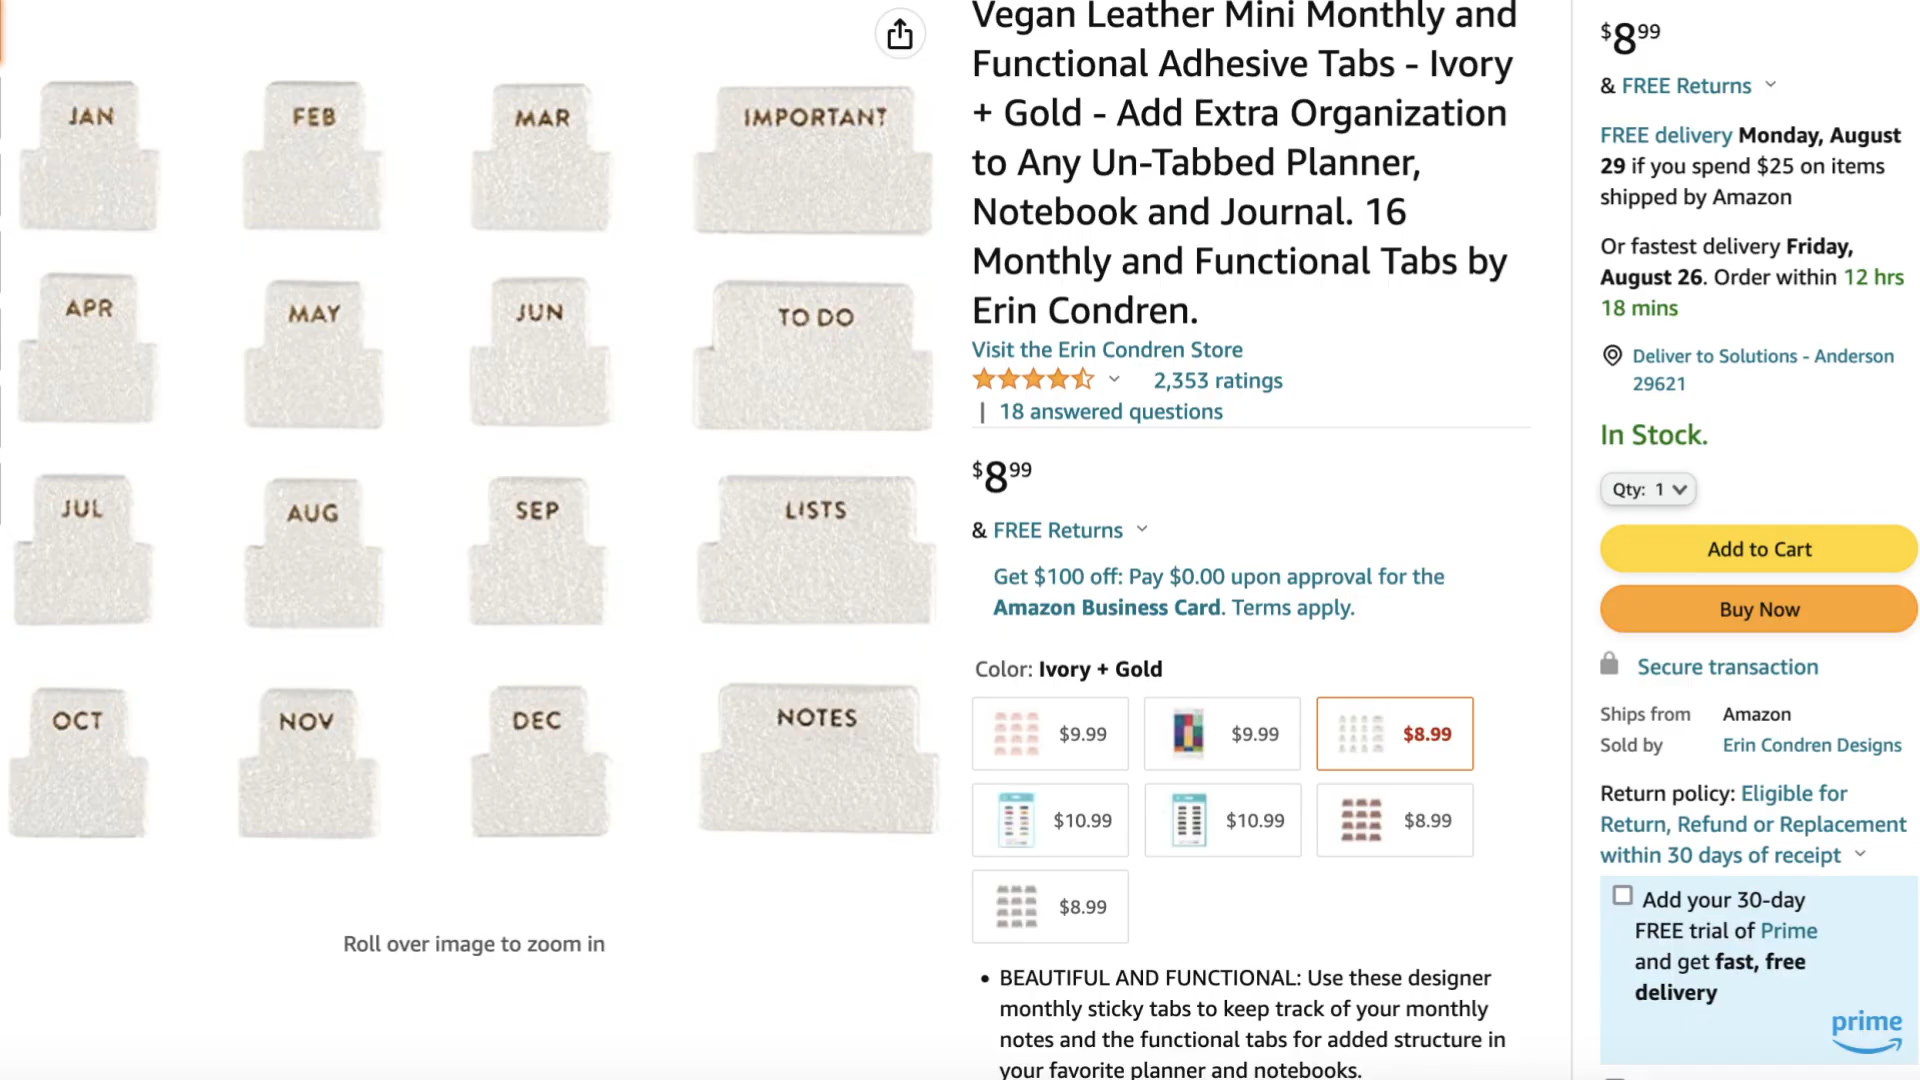 JAN
FEB
MAR
IMPORTANT
APR
MAY
JUN
TO DO
JUL
AUG
SEP
LISTS
OCT
NOV
DEC
NOTES
Roll over image to zoom in
Vegan Leather Mini Monthly and
Functional Adhesive Tabs - Ivory
+ Gold - Add Extra Organization
to Any Un-Tabbed Planner,
Notebook and Journal. 16
Monthly and Functional Tabs by
Erin Condren.
Visit the Erin Condren Store
2,353 ratings
| 18 answered questions
$8 99
& FREE Returns
Get $100 off: Pay $0.00 upon approval for the
Amazon Business Card. Terms apply.
Color: Ivory + Gold
$9.99
$9.99
$8.99
$10.99
$10.99
$8.99
$8.99
• BEAUTIFUL AND FUNCTIONAL: Use these designer
monthly sticky tabs to keep track of your monthly
notes and the functional tabs for added structure in
your favorite planner and notebooks.
$8 99
& FREE Returns
FREE delivery Monday, August
29 if you spend $25 on items
shipped by Amazon
Or fastest delivery Friday,
August 26. Order within 12 hrs
18 mins
Deliver to Solutions - Anderson
29621
In Stock.
Qty: 1
Add to Cart
Buy Now
Secure transaction
Ships from Amazon
Sold by Erin Condren Designs
Return policy: Eligible for
Return, Refund or Replacement
within 30 days of receipt
Add your 30-day
FREE trial of Prime
and get fast, free
delivery
prime